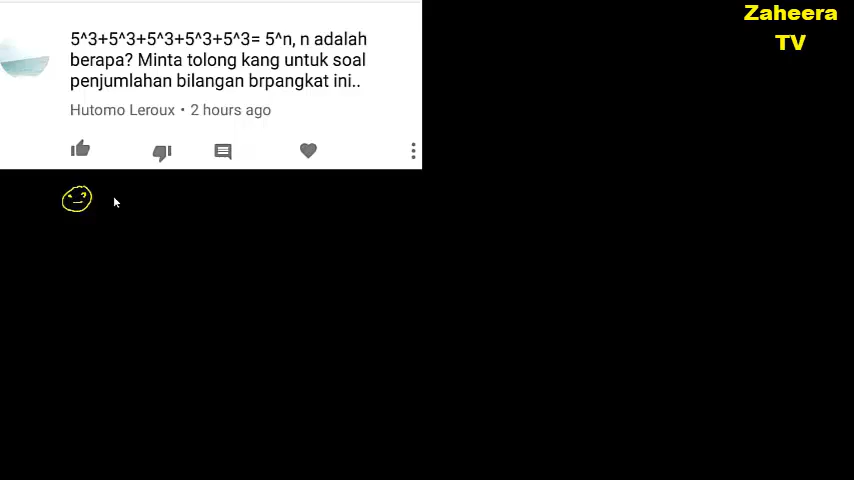 Zaheera
TV
5^3+5^3+5^3+5^3+5^3= 5^n, n adalah
berapa? Minta tolong kang untuk soal
penjumlahan bilangan brpangkat ini..
Hutomo Leroux • 2 hours ago